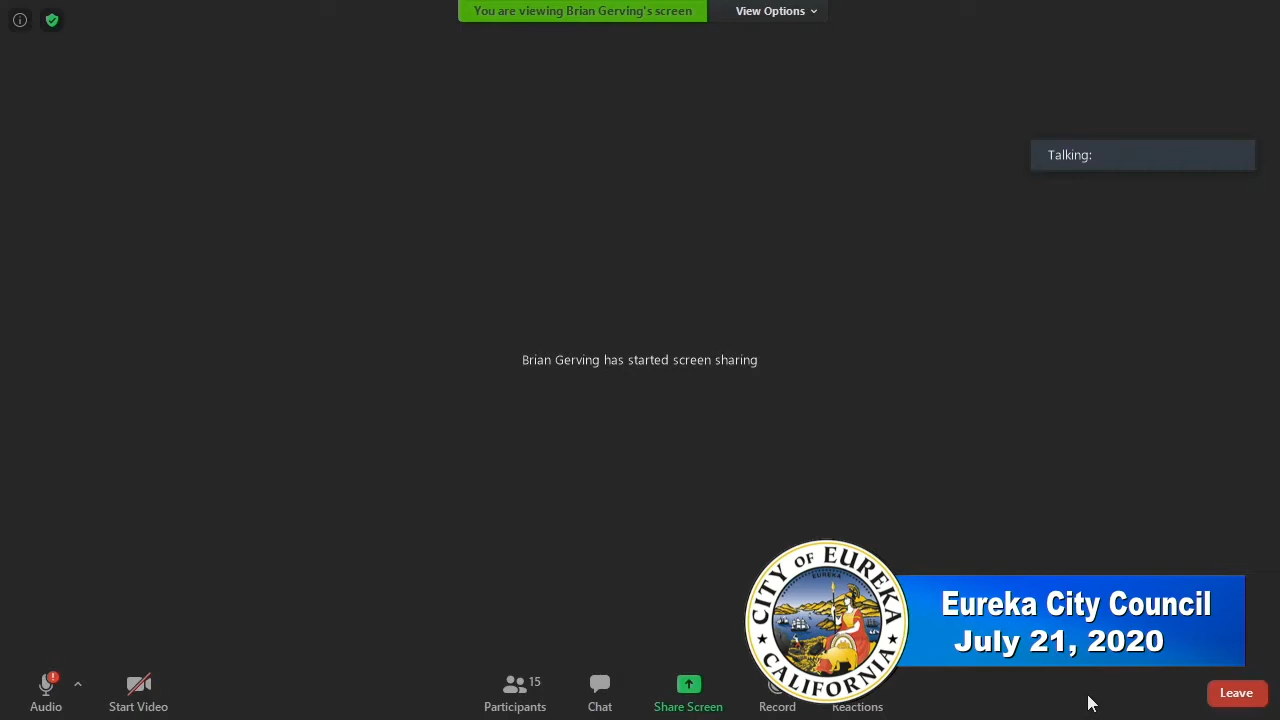 You are viewing Brian Gerving's screen
View Options
Talking:
Brian Gerving has started screen sharing
CITY OF EUREKA
EUREKA
CALIFORNIA
Eureka City Council
July 21, 2020
15
Audio
Start Video
Participants
Chat
Share Screen
Record
Reactions
Leave